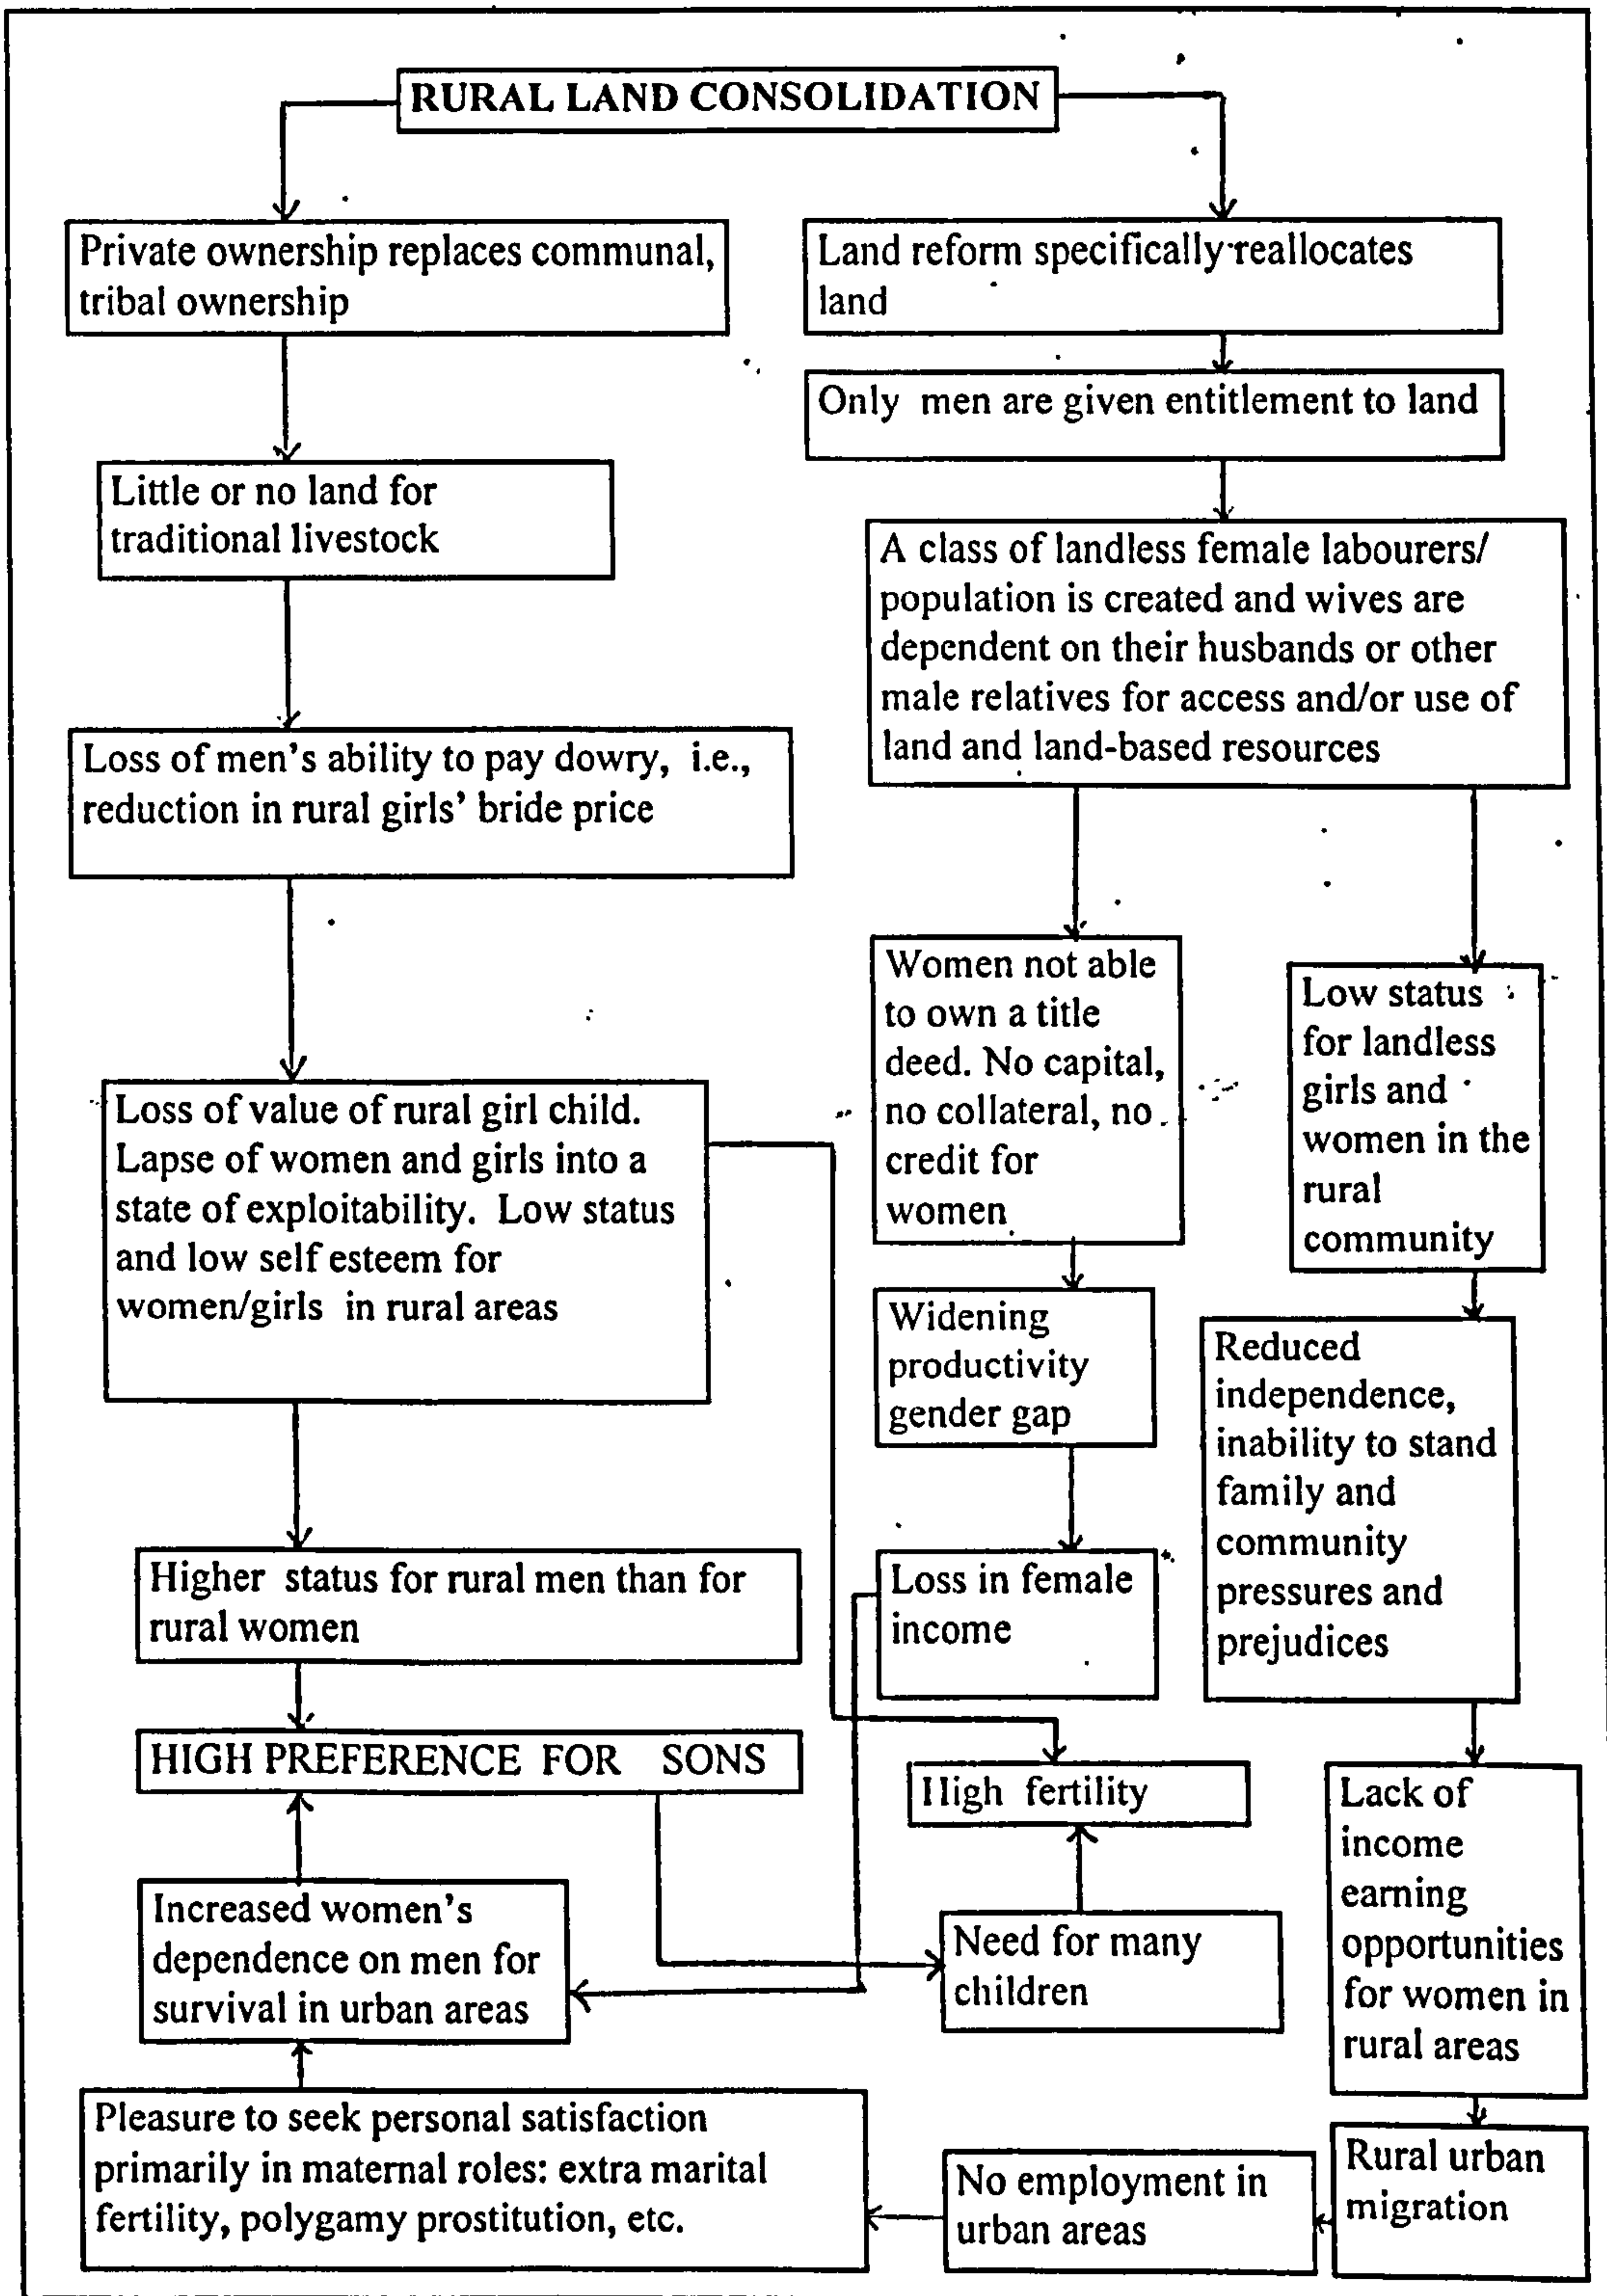 RURAL LAND CONSOLIDATION
Private ownership replaces communal,
tribal ownership
Land reform specifically reallocates
land
Only men are given entitlement to land
Little or no land for
traditional livestock
A class of landless female labourers/
population is created and wives are
dependent on their husbands or other
male relatives for access and/or use of
land and land-based resources
Loss of men's ability to pay dowry, i.e.,
reduction in rural girls' bride price
Women not able
to own a title
deed. No capital,
no collateral, no
credit for
women
Low status
for landless
girls and
women in the
rural
community
Loss of value of rural girl child.
Lapse of women and girls into a
state of exploitability. Low status
and low self esteem for
women/girls in rural areas
Widening
productivity
gender gap
Reduced
independence,
inability to stand
family and
community
pressures and
prejudices
Higher status for rural men than for
rural women
Loss in female
income
HIGH PREFERENCE FOR SONS
High fertility
Lack of
income
earning
opportunities
for women in
rural areas
Increased women's
dependence on men for
survival in urban areas
Need for many
children
Pleasure to seek personal satisfaction
primarily in maternal roles: extra marital
fertility, polygamy prostitution, etc.
No employment in
urban areas
Rural urban
migration